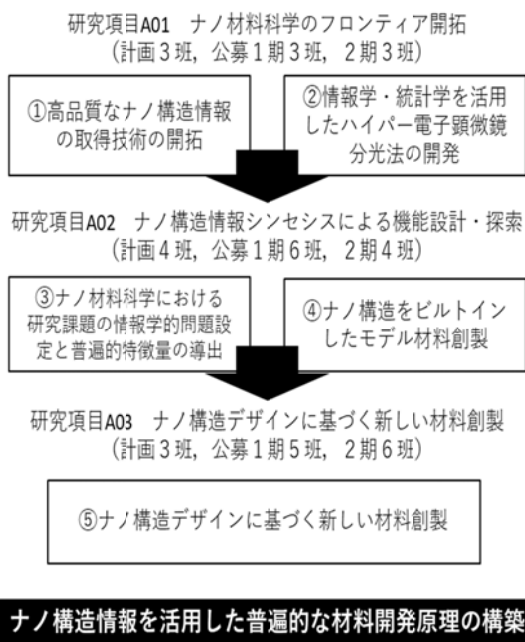 研究項目A01　ナノ材料科学のフロンティア開拓
(計画３班，公募１期３班，２期３班)
①高品質なナノ構造情報
の取得技術の開拓
②情報学・統計学を活用
したハイパー電子顕微鏡
分光法の開発
研究項目A02　ナノ構造情報シンセシスによる機能設計・探索
(計画４班，公募１期６班，２期４班)
③ナノ材料科学における
研究課題の情報学的問題設
定と普遍的特徴量の導出
④ナノ構造をビルトイン
したモデル材料創製
研究項目A03　ナノ構造デザインに基づく新しい材料創製
(計画３班，公募１期５班，２期６班)
⑤ナノ構造デザインに基づく新しい材料創製
ナノ構造情報を活用した普遍的な材料開発原理の構築